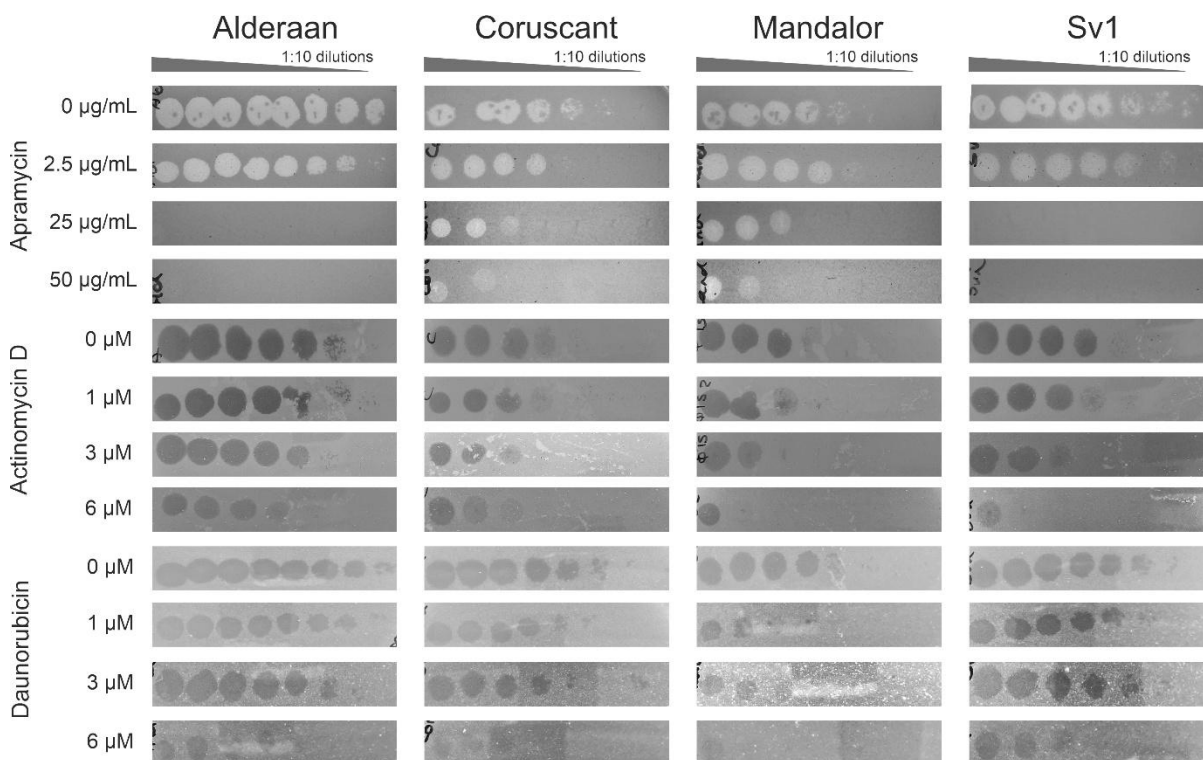 Alderaan Coruscant Mandalor Sv1
1:10 dilutions 1:10 dilutions 1:10 dilutions 1:10 dilutions
Apramycin
0 µg/mL
2.5 µg/mL
25 µg/mL
50 µg/mL
Actinomycin D
0 µM
1 µM
3 µM
6 µM
Daunorubicin
0 µM
1 µM
3 µM
6 µM